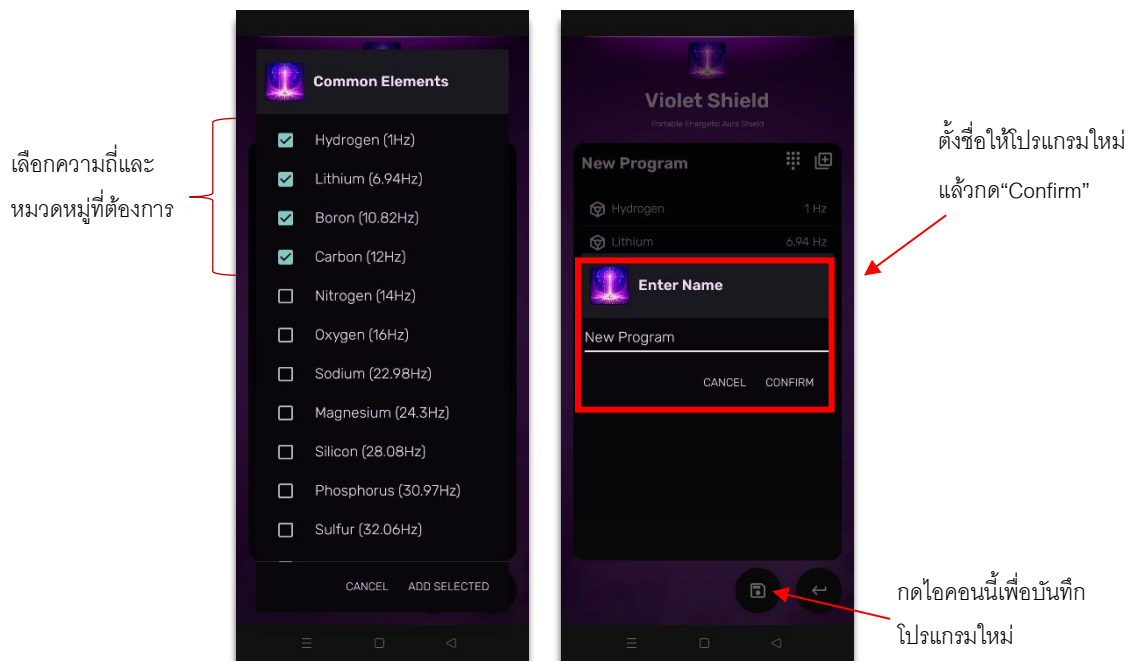 เลือกความถี่และ
หมวดหมู่ที่ต้องการ
Common Elements
Hydrogen (1Hz)
Lithium (6.94Hz)
Boron (10.82Hz)
Carbon (12Hz)
Nitrogen (14Hz)
Oxygen (16Hz)
Sodium (22.98Hz)
Magnesium (24.3Hz)
Silicon (28.08Hz)
Phosphorus (30.97Hz)
Sulfur (32.06Hz)
CANCEL ADD SELECTED
Violet Shield
Portable Energetic Aura Shield
New Program
Hydrogen 1 Hz
Lithium 6.94 Hz
Enter Name
New Program
CANCEL CONFIRM
ตั้งชื่อให้โปรแกรมใหม่
แล้วกด“Confirm”
กดไอคอนนี้เพื่อบันทึก
โปรแกรมใหม่